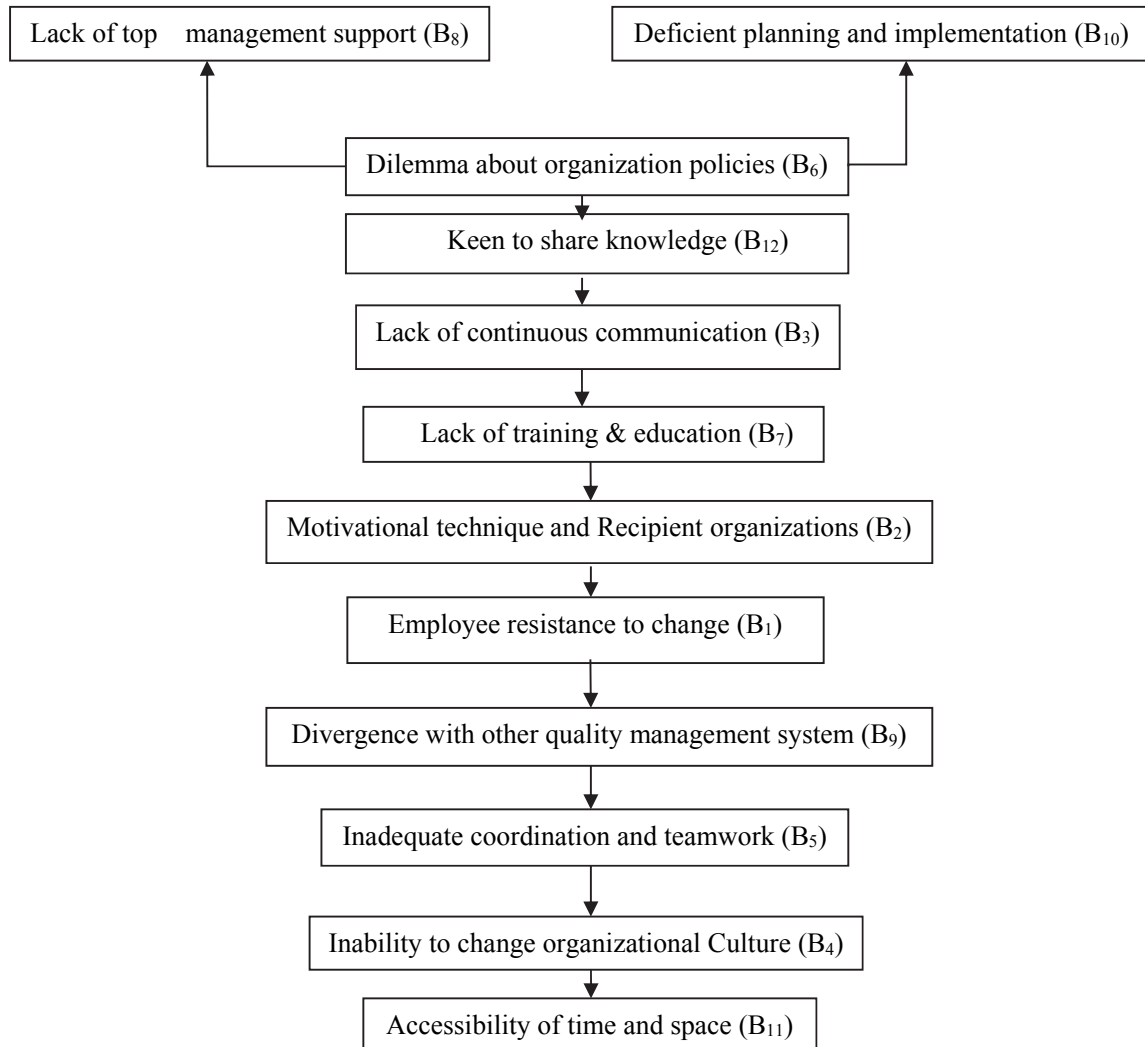 Lack of top management support (B₈)
Deficient planning and implementation (B₁₀)
Dilemma about organization policies (B₆)
Keen to share knowledge (B₁₂)
Lack of continuous communication (B₃)
Lack of training & education (B₇)
Motivational technique and Recipient organizations (B₂)
Employee resistance to change (B₁)
Divergence with other quality management system (B₉)
Inadequate coordination and teamwork (B₅)
Inability to change organizational Culture (B₄)
Accessibility of time and space (B₁₁)